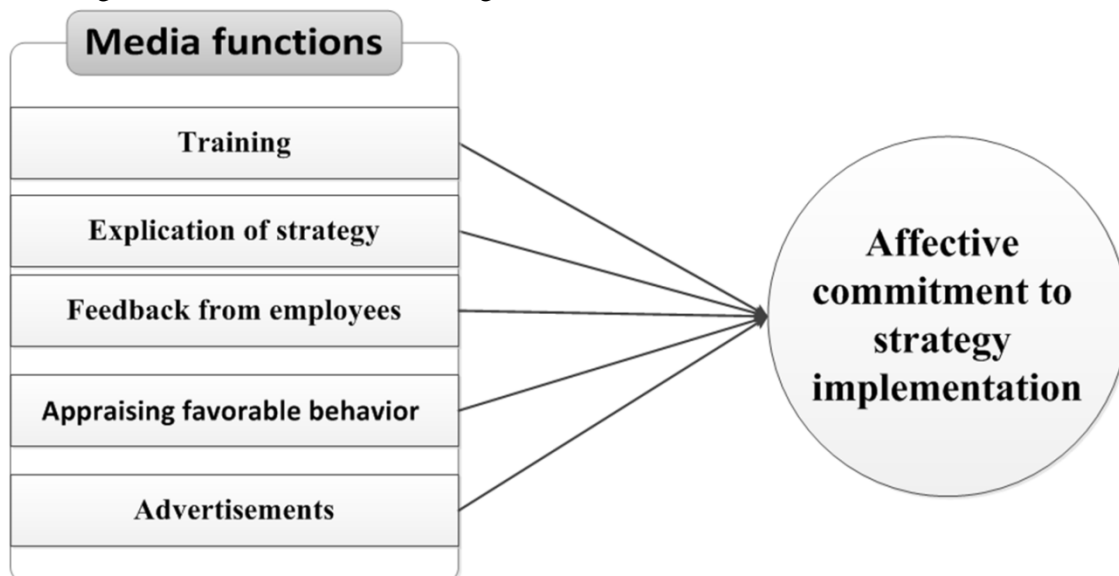 Media functions
Training
Explication of strategy
Feedback from employees
Appraising favorable behavior
Advertisements
Affective
commitment to
strategy
implementation